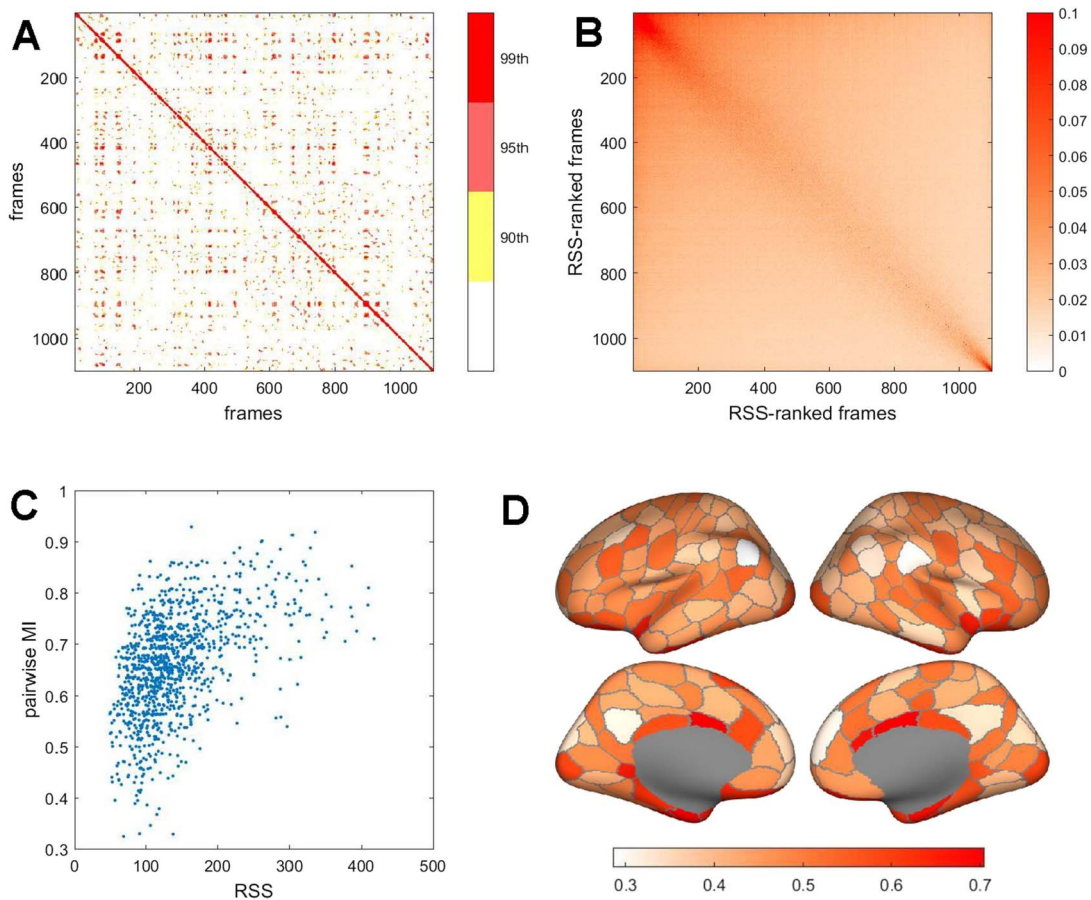 A
frames
200
400
600
800
1000
200 400 600 800 1000
frames
99th
95th
90th
B
RSS-ranked frames
200
400
600
800
1000
200 400 600 800 1000
RSS-ranked frames
0.1
0.09
0.08
0.07
0.06
0.05
0.04
0.03
0.02
0.01
0
C
pairwise MI
1
0.9
0.8
0.7
0.6
0.5
0.4
0.3
0 100 200 300 400 500
RSS
D
0.3 0.4 0.5 0.6 0.7